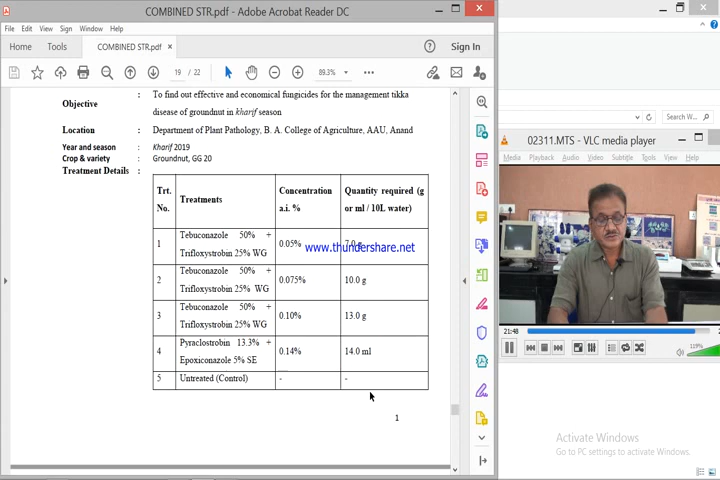 COMBINED STR.pdf - Adobe Acrobat Reader DC
File Edit View Sign Window Help
Home Tools COMBINED STR.pdf × Sign In
19 / 22 89.3%
To find out effective and economical fungicides for the management tikka
Objective :
disease of groundnut in kharif season
Location : Department of Plant Pathology, B. A. College of Agriculture, AAU, Anand
Year and season : Kharif 2019
Crop & variety : Groundnut, GG 20
Treatment Details :
Trt. No. Treatments Concentration a.i. % Quantity required (g or ml / 10L water)
1 Tebuconazole 50% + Trifloxystrobin 25% WG 0.05% 7.0 g
www.thundershare.net
2 Tebuconazole 50% + Trifloxystrobin 25% WG 0.075% 10.0 g
3 Tebuconazole 50% + Trifloxystrobin 25% WG 0.10% 13.0 g
4 Pyraclostrobin 13.3% + Epoxiconazole 5% SE 0.14% 14.0 ml
5 Untreated (Control) - -
1
Search W...
02311.MTS - VLC media player
Media Playback Audio Video Subtitle Tools View Help
21:48
119%
Activate Windows
Go to PC settings to activate Windows.